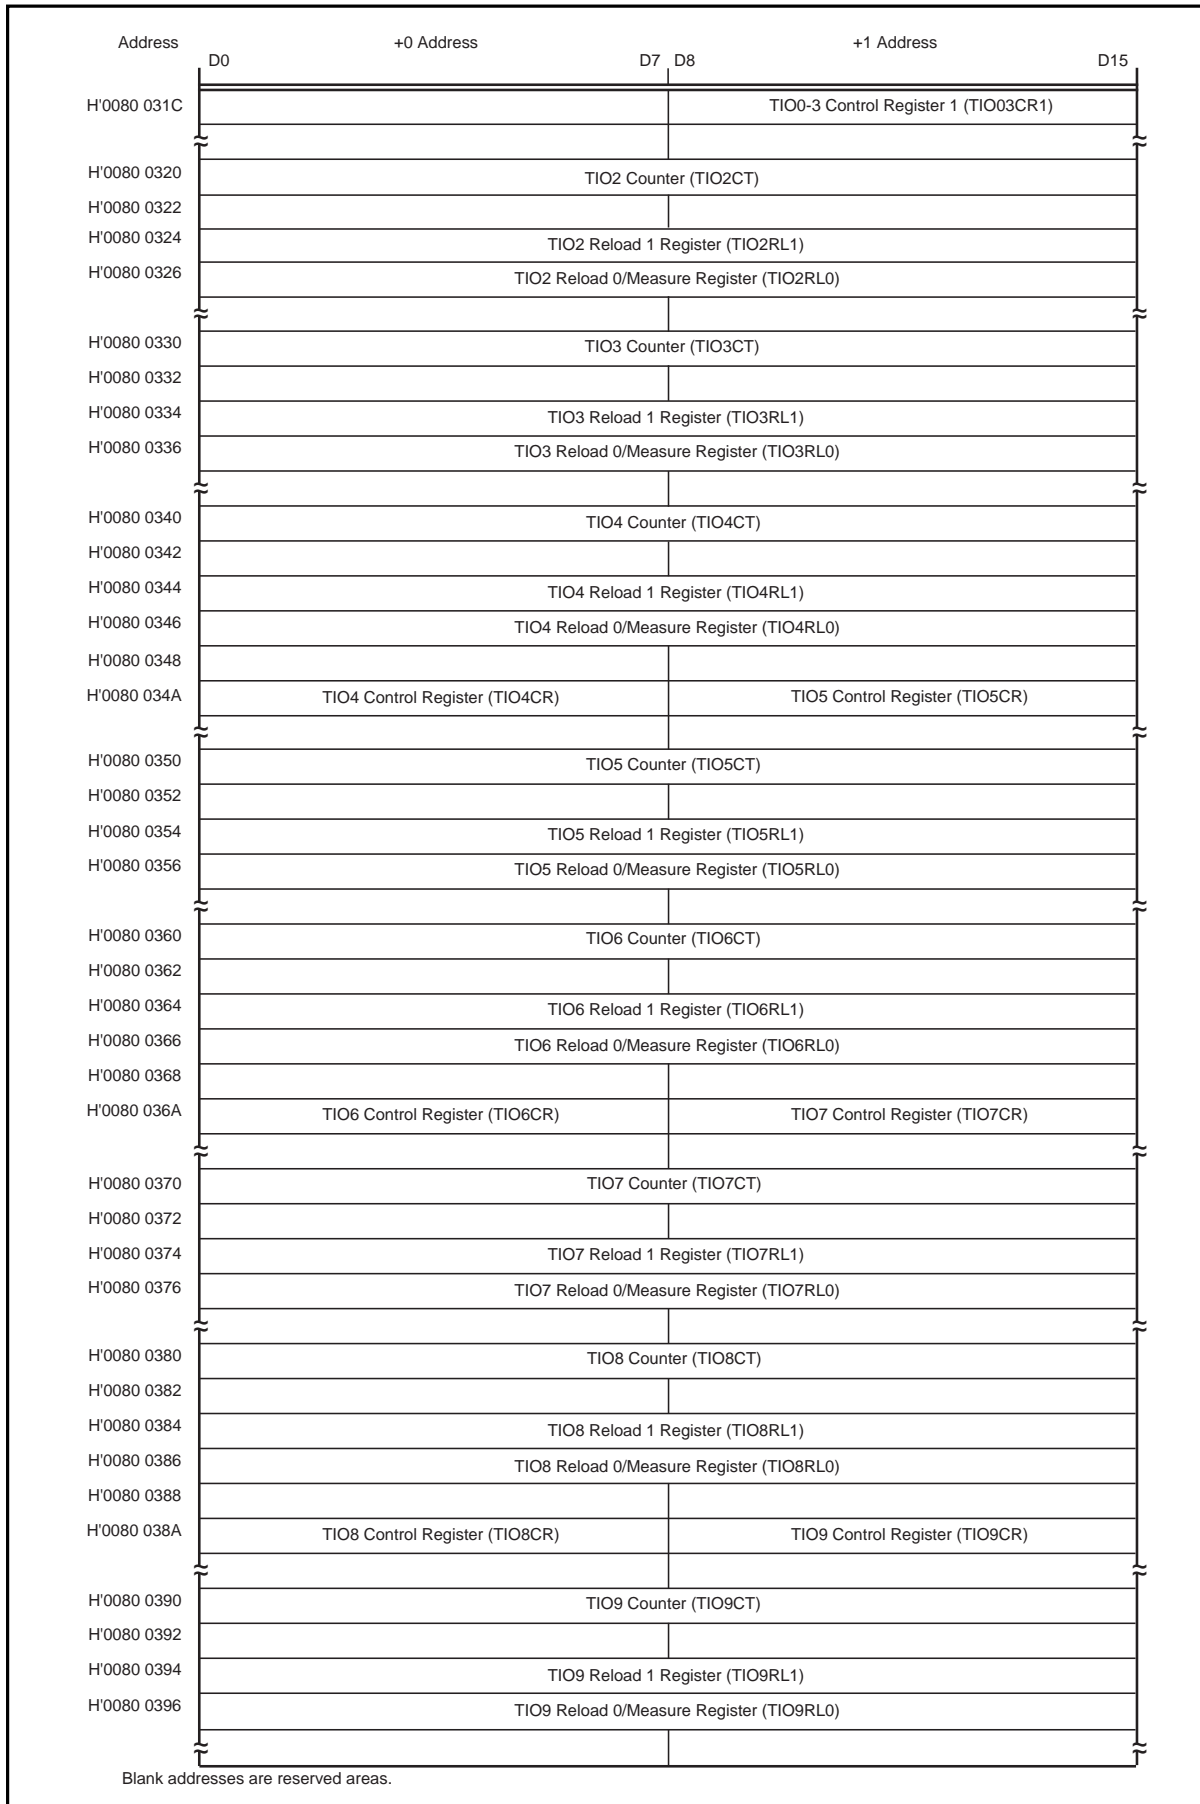 Address +0 Address +1 Address
D0 D7 D8 D15
H'0080 031C TIO0-3 Control Register 1 (TIO03CR1)
H'0080 0320 TIO2 Counter (TIO2CT)
H'0080 0322
H'0080 0324 TIO2 Reload 1 Register (TIO2RL1)
H'0080 0326 TIO2 Reload 0/Measure Register (TIO2RL0)
H'0080 0330 TIO3 Counter (TIO3CT)
H'0080 0332
H'0080 0334 TIO3 Reload 1 Register (TIO3RL1)
H'0080 0336 TIO3 Reload 0/Measure Register (TIO3RL0)
H'0080 0340 TIO4 Counter (TIO4CT)
H'0080 0342
H'0080 0344 TIO4 Reload 1 Register (TIO4RL1)
H'0080 0346 TIO4 Reload 0/Measure Register (TIO4RL0)
H'0080 0348
H'0080 034A TIO4 Control Register (TIO4CR) TIO5 Control Register (TIO5CR)
H'0080 0350 TIO5 Counter (TIO5CT)
H'0080 0352
H'0080 0354 TIO5 Reload 1 Register (TIO5RL1)
H'0080 0356 TIO5 Reload 0/Measure Register (TIO5RL0)
H'0080 0360 TIO6 Counter (TIO6CT)
H'0080 0362
H'0080 0364 TIO6 Reload 1 Register (TIO6RL1)
H'0080 0366 TIO6 Reload 0/Measure Register (TIO6RL0)
H'0080 0368
H'0080 036A TIO6 Control Register (TIO6CR) TIO7 Control Register (TIO7CR)
H'0080 0370 TIO7 Counter (TIO7CT)
H'0080 0372
H'0080 0374 TIO7 Reload 1 Register (TIO7RL1)
H'0080 0376 TIO7 Reload 0/Measure Register (TIO7RL0)
H'0080 0380 TIO8 Counter (TIO8CT)
H'0080 0382
H'0080 0384 TIO8 Reload 1 Register (TIO8RL1)
H'0080 0386 TIO8 Reload 0/Measure Register (TIO8RL0)
H'0080 0388
H'0080 038A TIO8 Control Register (TIO8CR) TIO9 Control Register (TIO9CR)
H'0080 0390 TIO9 Counter (TIO9CT)
H'0080 0392
H'0080 0394 TIO9 Reload 1 Register (TIO9RL1)
H'0080 0396 TIO9 Reload 0/Measure Register (TIO9RL0)
Blank addresses are reserved areas.